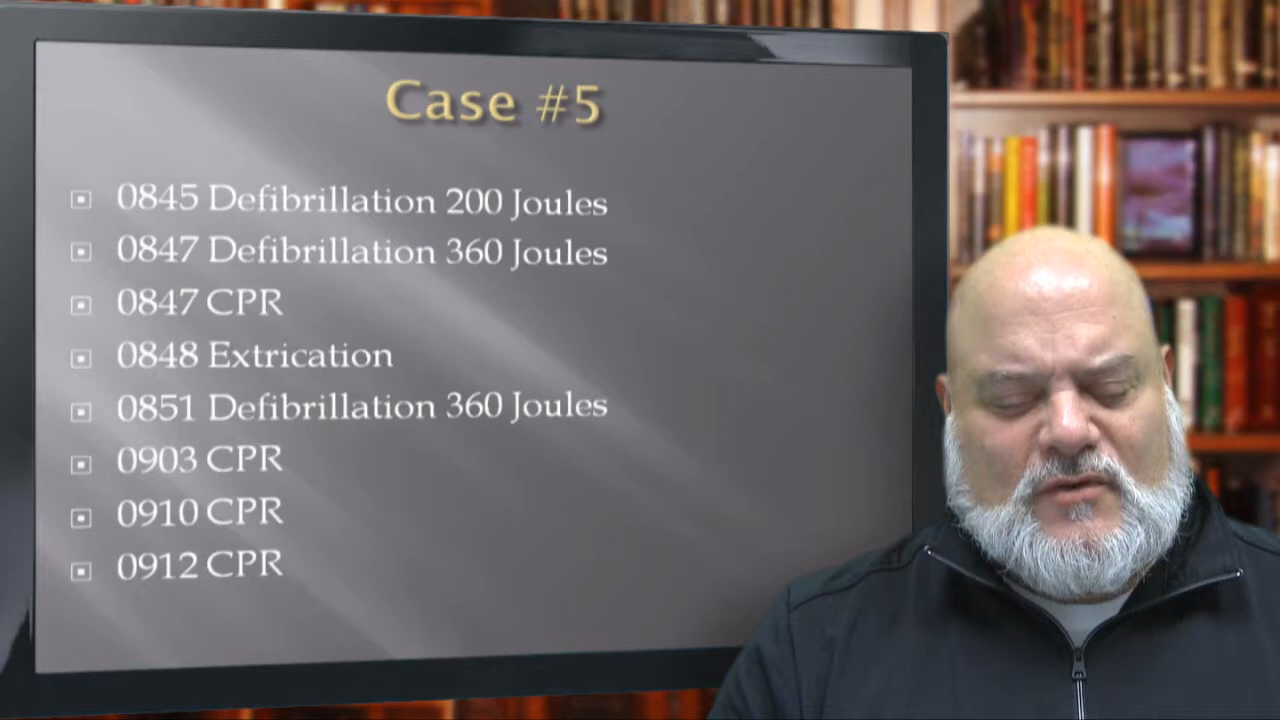 Case #5
0845 Defibrillation 200 Joules
0847 Defibrillation 360 Joules
0847 CPR
0848 Extrication
0851 Defibrillation 360 Joules
0903 CPR
0910 CPR
0912 CPR